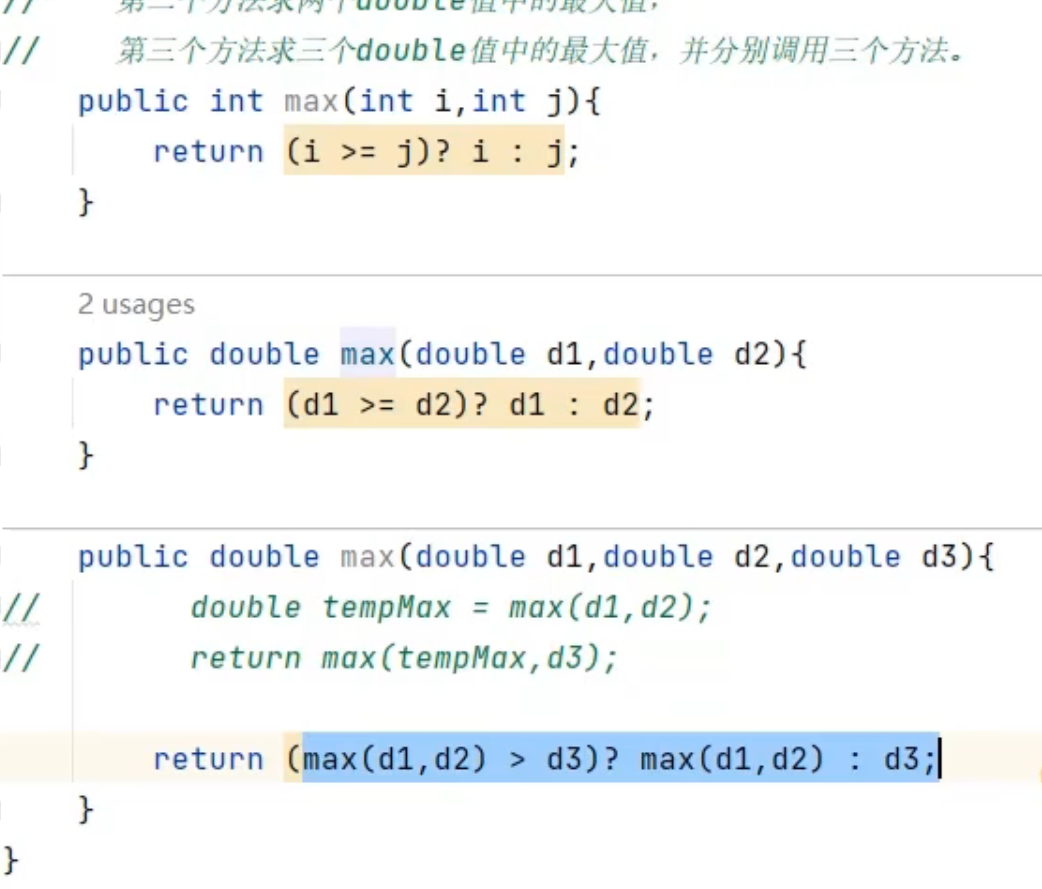 // 第二个方法求两个double值中的最大值，
// 第三个方法求三个double值中的最大值，并分别调用三个方法。
public int max(int i,int j){
return (i >= j)? i : j;
}
2 usages
public double max(double d1,double d2){
return (d1 >= d2)? d1 : d2;
}
public double max(double d1,double d2,double d3){
// double tempMax = max(d1,d2);
// return max(tempMax,d3);
return (max(d1,d2) > d3)? max(d1,d2) : d3;
}
}